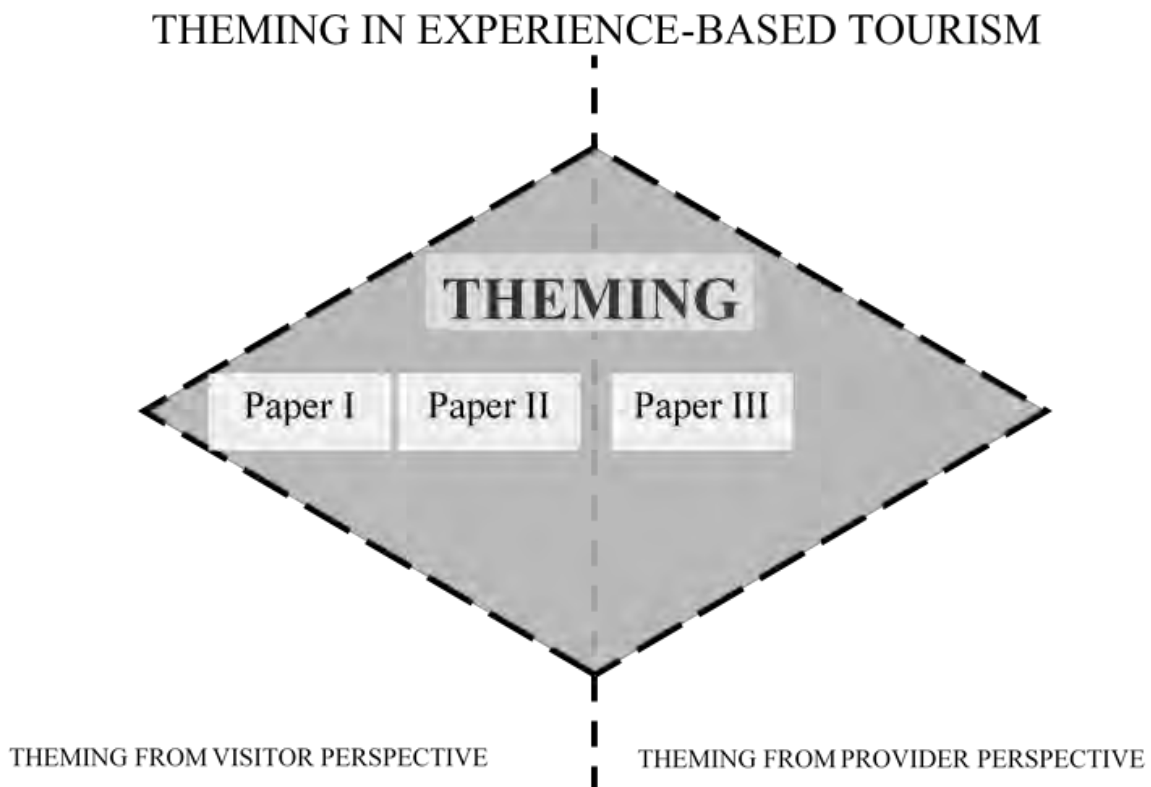 THEMING IN EXPERIENCE-BASED TOURISM
THEMING
Paper I
Paper II
Paper III
THEMING FROM VISITOR PERSPECTIVE
THEMING FROM PROVIDER PERSPECTIVE